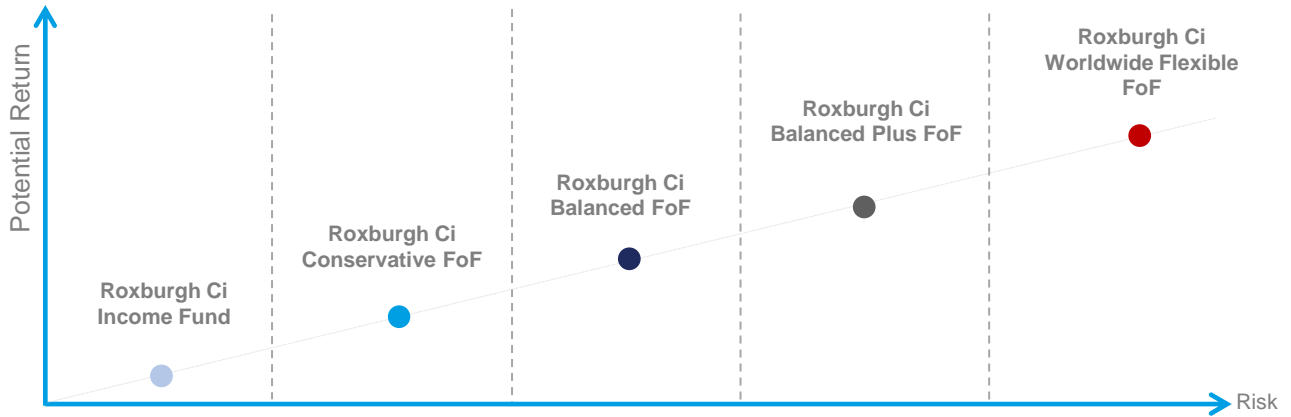 Potential Return
Roxburgh Ci
Income Fund
Roxburgh Ci
Conservative FoF
Roxburgh Ci
Balanced FoF
Roxburgh Ci
Balanced Plus FoF
Roxburgh Ci
Worldwide Flexible
FoF
Risk